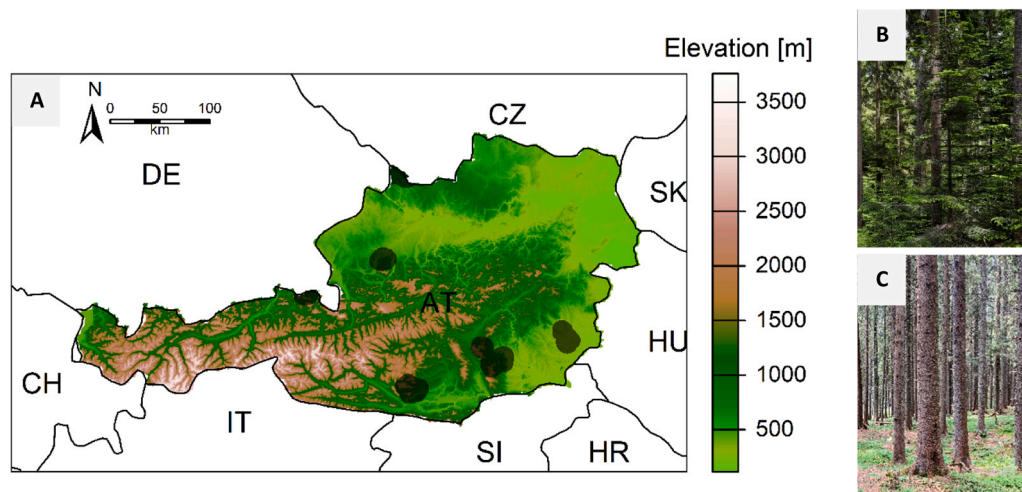 A
N
0 50 100
km
DE
CZ
SK
AT
HU
CH
IT
SI
HR
Elevation [m]
3500
3000
2500
2000
1500
1000
500
B
C